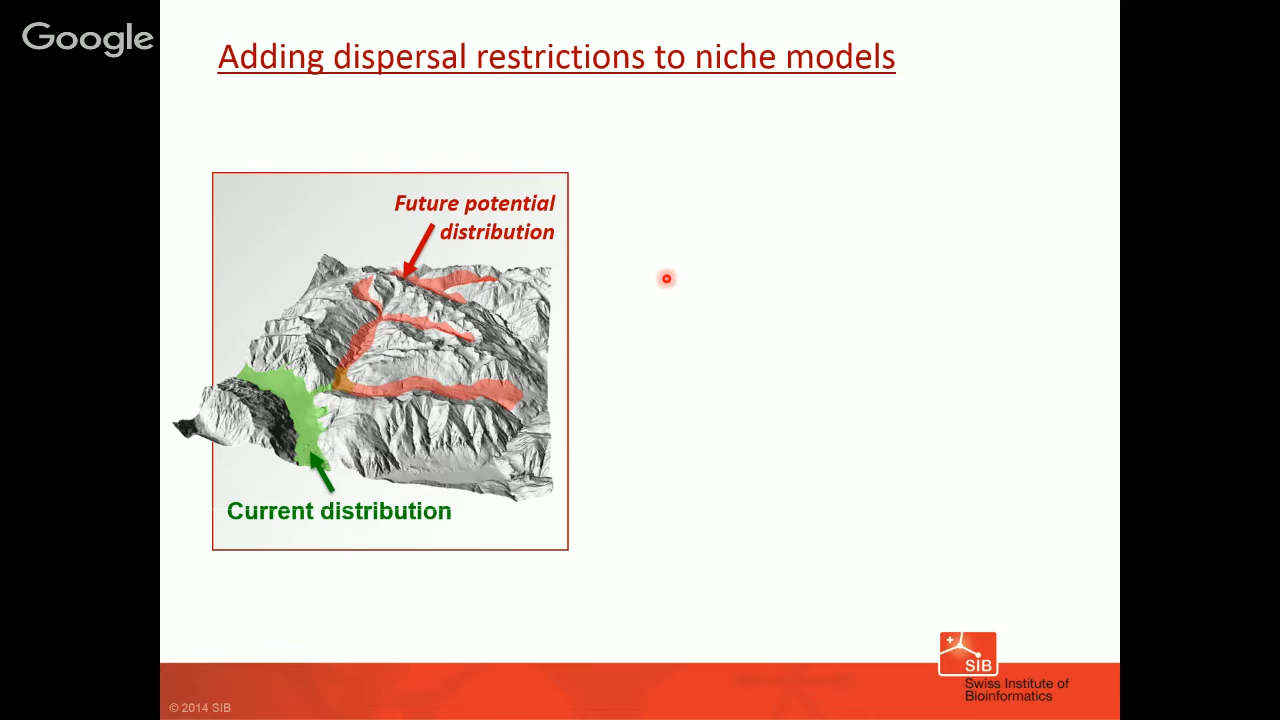 Google
Adding dispersal restrictions to niche models
Future potential
distribution
Current distribution
SIB
Swiss Institute of
Bioinformatics
© 2014 SIB